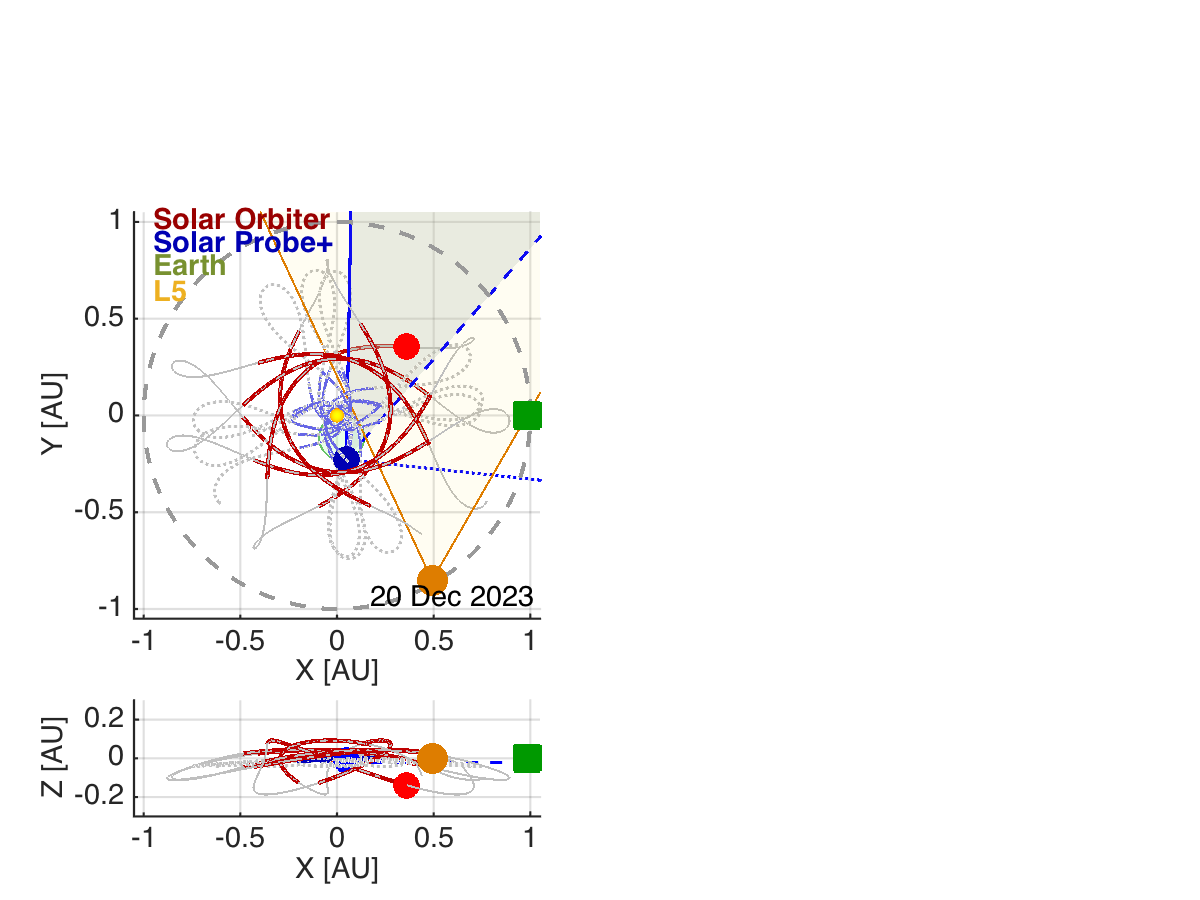 Solar Orbiter
Solar Probe+
Earth
L5
1
0.5
0
-0.5
-1
Y [AU]
20 Dec 2023
-1 -0.5 0 0.5 1
X [AU]
0.2
0
-0.2
Z [AU]
-1 -0.5 0 0.5 1
X [AU]